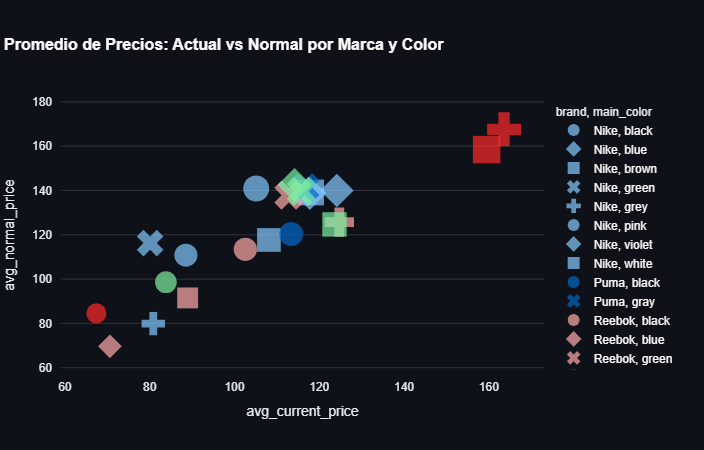 Promedio de Precios: Actual vs Normal por Marca y Color
180
160
140
120
100
80
60
avg_normal_price
60
80
100
120
140
160
avg_current_price
brand, main_color
Nike, black
Nike, blue
Nike, brown
Nike, green
Nike, grey
Nike, pink
Nike, violet
Nike, white
Puma, black
Puma, gray
Reebok, black
Reebok, blue
Reebok, green